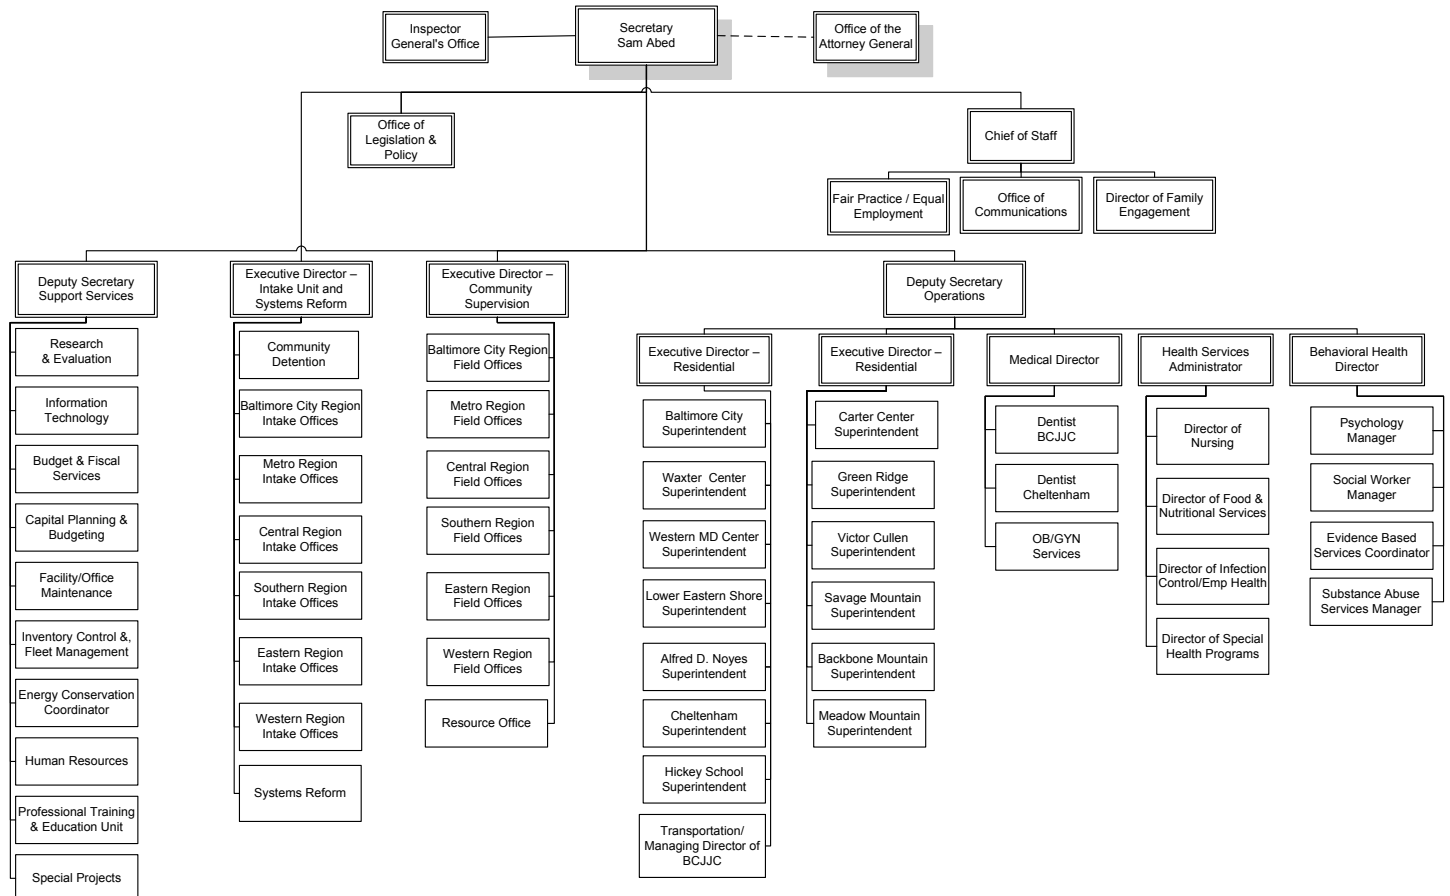 Inspector
General's Office
Secretary
Sam Abed
Office of the
Attorney General
Office of
Legislation &
Policy
Chief of Staff
Fair Practice / Equal
Employment
Office of
Communications
Director of Family
Engagement
Deputy Secretary
Support Services
Executive Director –
Intake Unit and
Systems Reform
Executive Director –
Community
Supervision
Deputy Secretary
Operations
Research
& Evaluation
Information
Technology
Budget & Fiscal
Services
Capital Planning &
Budgeting
Facility/Office
Maintenance
Inventory Control &,
Fleet Management
Energy Conservation
Coordinator
Human Resources
Professional Training
& Education Unit
Special Projects
Community
Detention
Baltimore City Region
Intake Offices
Metro Region
Intake Offices
Central Region
Intake Offices
Southern Region
Intake Offices
Eastern Region
Intake Offices
Western Region
Intake Offices
Systems Reform
Baltimore City Region
Field Offices
Metro Region
Field Offices
Central Region
Field Offices
Southern Region
Field Offices
Eastern Region
Field Offices
Western Region
Field Offices
Resource Office
Executive Director –
Residential
Baltimore City
Superintendent
Waxter Center
Superintendent
Western MD Center
Superintendent
Lower Eastern Shore
Superintendent
Alfred D. Noyes
Superintendent
Cheltenham
Superintendent
Hickey School
Superintendent
Transportation/
Managing Director of
BCJJC
Executive Director –
Residential
Carter Center
Superintendent
Green Ridge
Superintendent
Victor Cullen
Superintendent
Savage Mountain
Superintendent
Backbone Mountain
Superintendent
Meadow Mountain
Superintendent
Medical Director
Dentist
BCJJC
Dentist
Cheltenham
OB/GYN
Services
Health Services
Administrator
Director of
Nursing
Director of Food &
Nutritional Services
Director of Infection
Control/Emp Health
Director of Special
Health Programs
Behavioral Health
Director
Psychology
Manager
Social Worker
Manager
Evidence Based
Services Coordinator
Substance Abuse
Services Manager